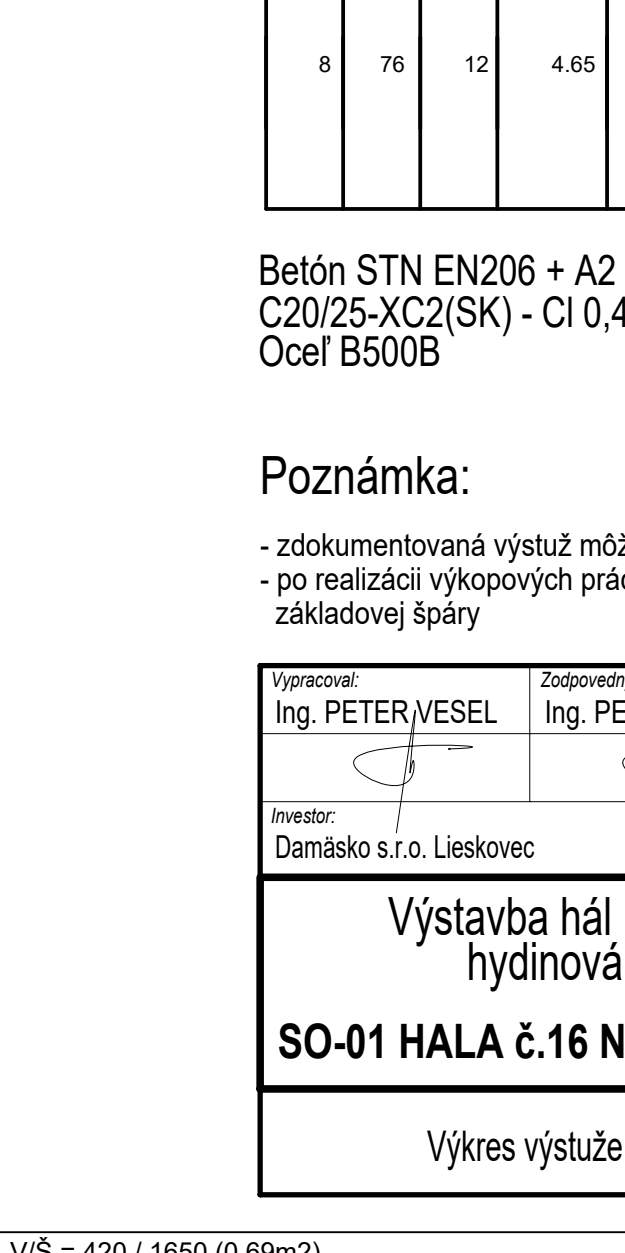 8 76 12 4.65
Betón STN EN206 + A2
C20/25-XC2(SK) - Cl 0,4
Oceľ B500B
Poznámka:
- zdokumentovaná výstuž môž
- po realizácii výkopových prác
základovej špáry
Vypracoval: Zodpovedn
Ing. PETER VESEL Ing. PE
Investor:
Damäsko s.r.o. Lieskovec
Výstavba hál
hydinová
SO-01 HALA č.16 N
Výkres výstuže
V/Š = 420 / 1650 (0.69m2)